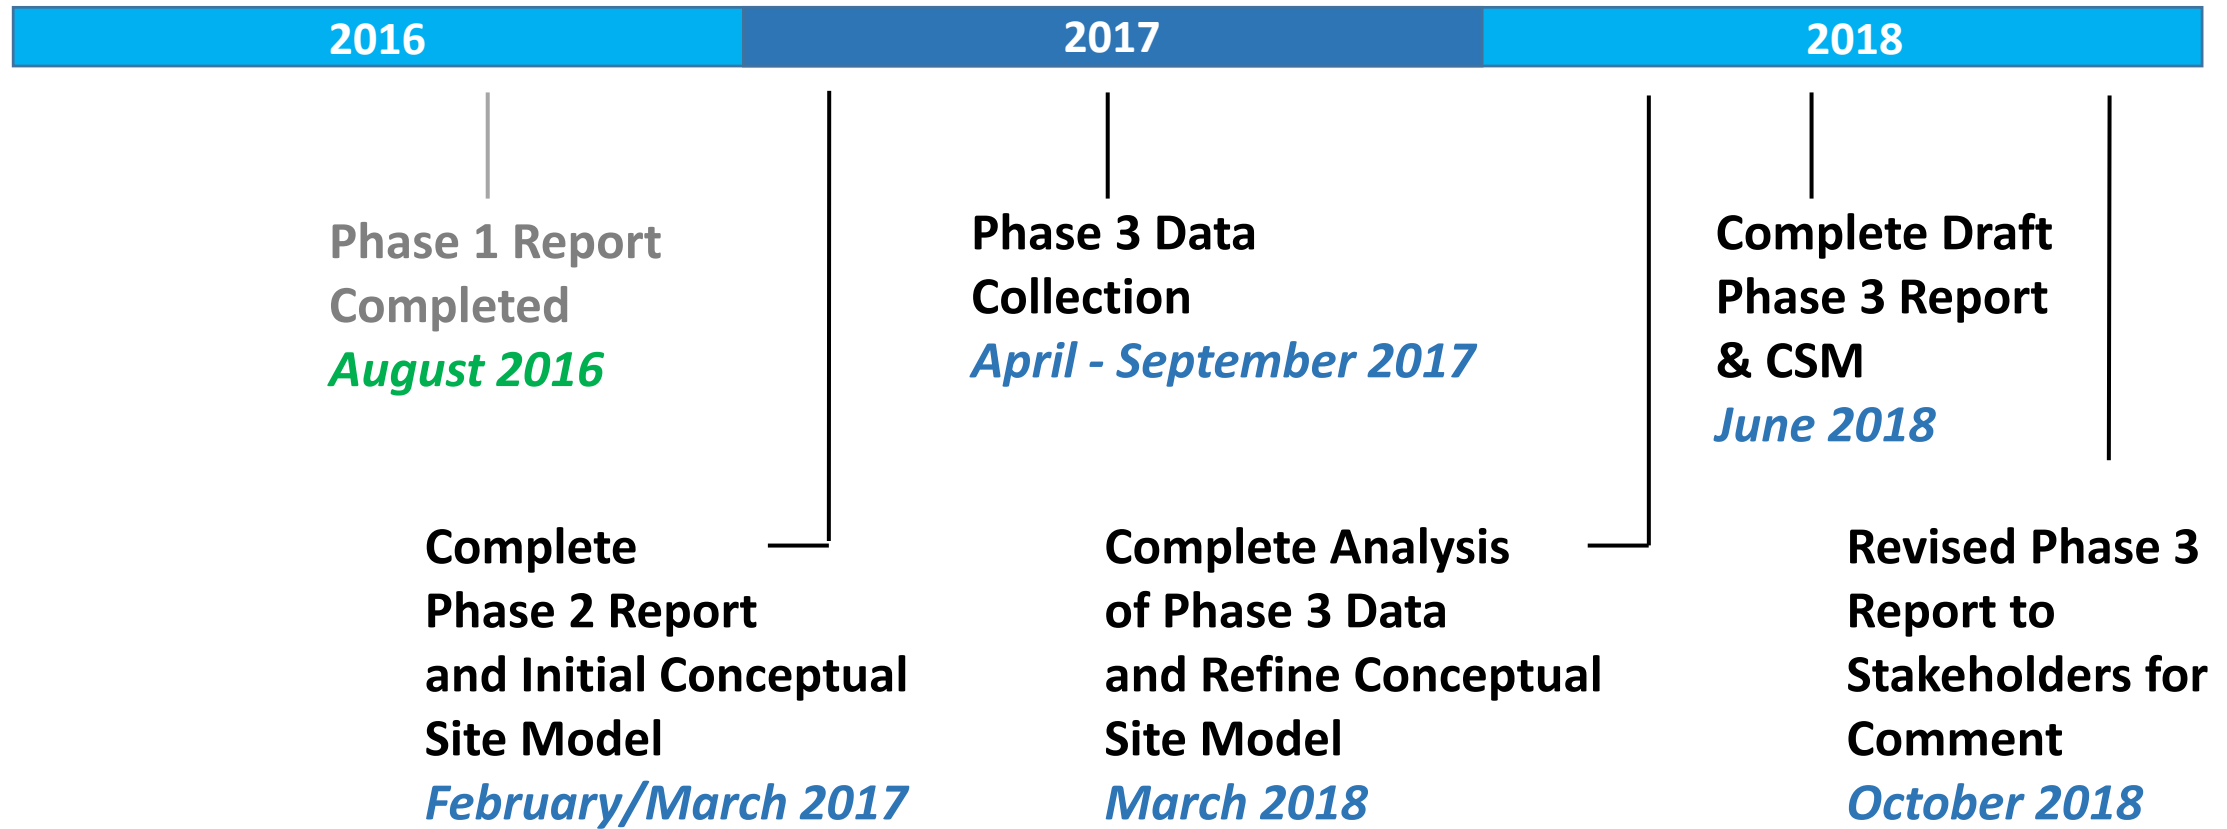 2016
2017
2018
Phase 1 Report
Completed
August 2016
Phase 3 Data
Collection
April - September 2017
Complete Draft
Phase 3 Report
& CSM
June 2018
Complete
Phase 2 Report
and Initial Conceptual
Site Model
February/March 2017
Complete Analysis
of Phase 3 Data
and Refine Conceptual
Site Model
March 2018
Revised Phase 3
Report to
Stakeholders for
Comment
October 2018